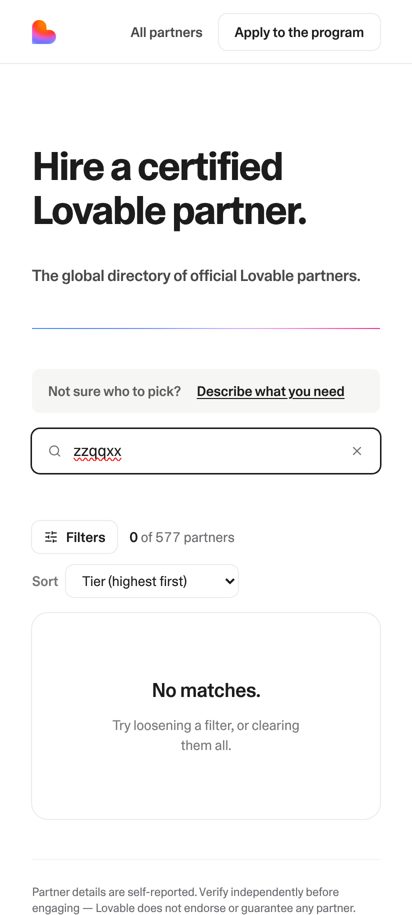 All partners
Apply to the program
Hire a certified
Lovable partner.
The global directory of official Lovable partners.
Not sure who to pick? Describe what you need
zzqqxx
Filters
0 of 577 partners
Sort
Tier (highest first)
No matches.
Try loosening a filter, or clearing
them all.
Partner details are self-reported. Verify independently before
engaging — Lovable does not endorse or guarantee any partner.